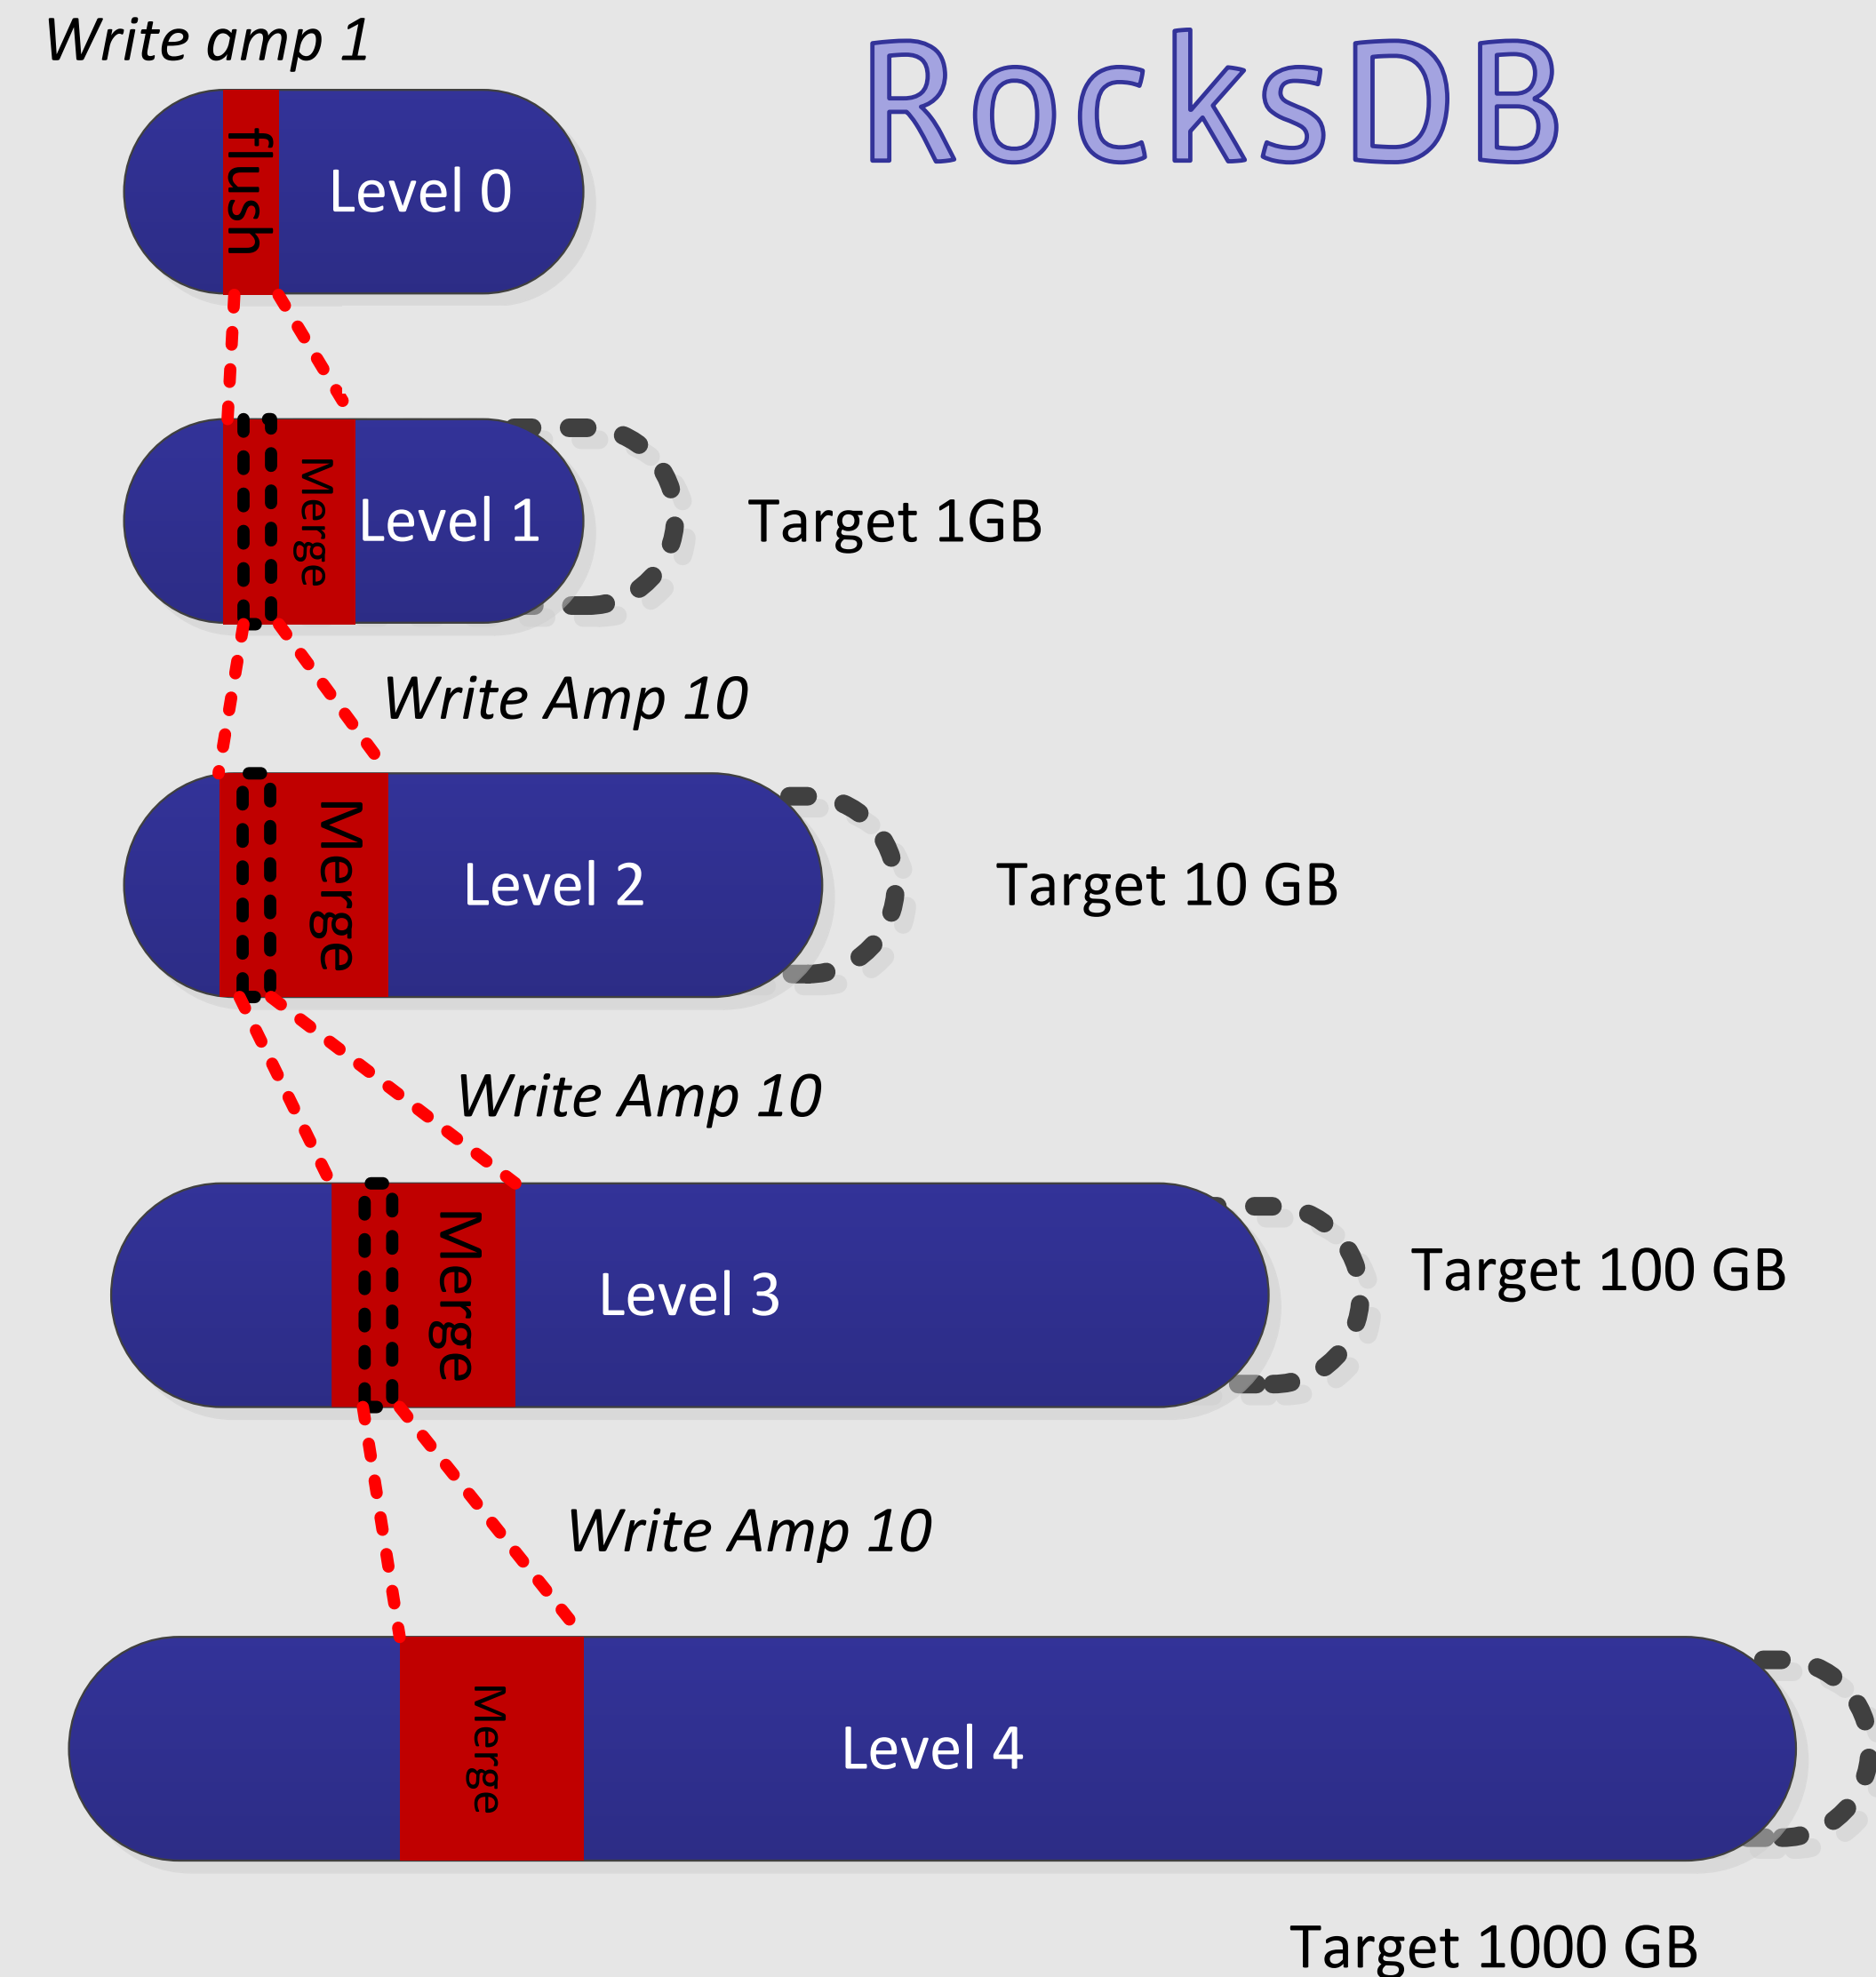 Write amp 1
RocksDB
flush
Level 0
Merge
Level 1
Target 1GB
Write Amp 10
Merge
Level 2
Target 10 GB
Write Amp 10
Merge
Level 3
Target 100 GB
Write Amp 10
Merge
Level 4
Target 1000 GB